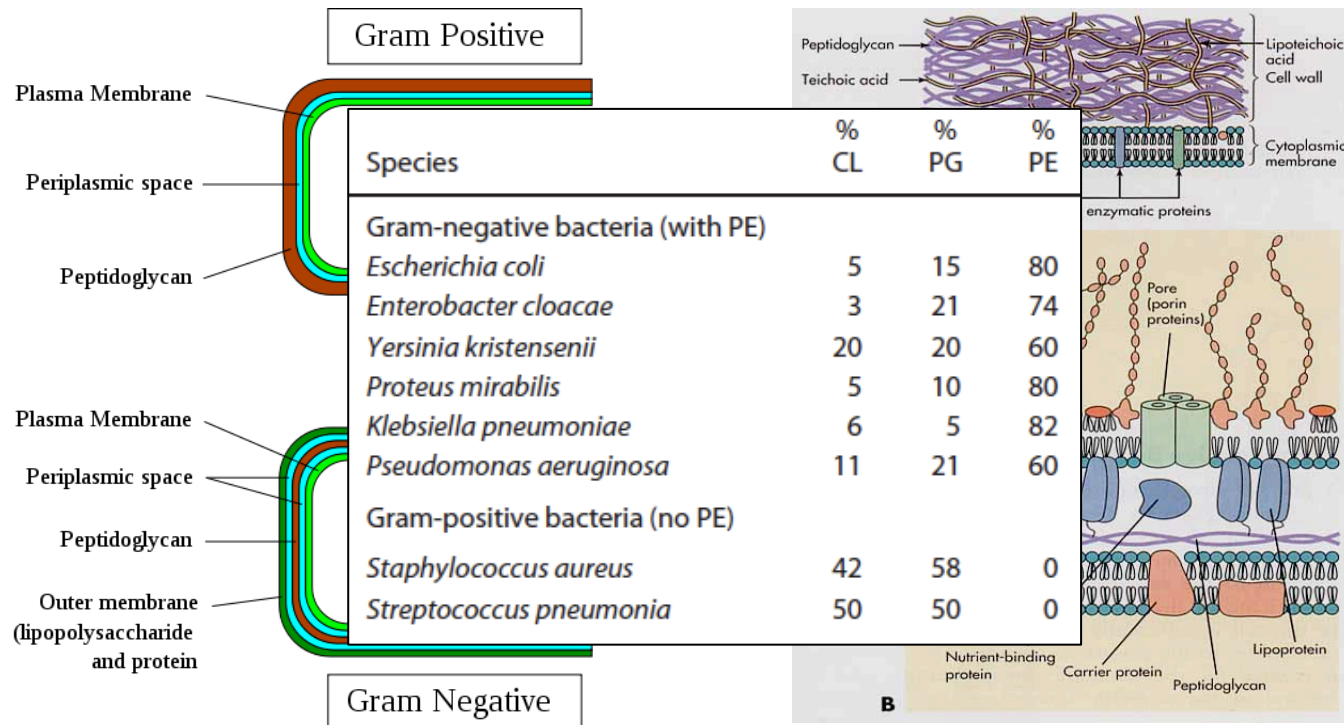 Gram Positive
Plasma Membrane
Periplasmic space
Peptidoglycan
Plasma Membrane
Periplasmic space
Peptidoglycan
Outer membrane
(lipopolysaccharide
and protein
Gram Negative
% % %
Species CL PG PE
Gram-negative bacteria (with PE)
Escherichia coli 5 15 80
Enterobacter cloacae 3 21 74
Yersinia kristensenii 20 20 60
Proteus mirabilis 5 10 80
Klebsiella pneumoniae 6 5 82
Pseudomonas aeruginosa 11 21 60
Gram-positive bacteria (no PE)
Staphylococcus aureus 42 58 0
Streptococcus pneumonia 50 50 0
Peptidoglycan
Teichoic acid
Lipoteichoic
acid
Cell wall
Cytoplasmic
membrane
enzymatic proteins
Pore
(porin
proteins)
Nutrient-binding
protein
Carrier protein
Peptidoglycan
Lipoprotein
B